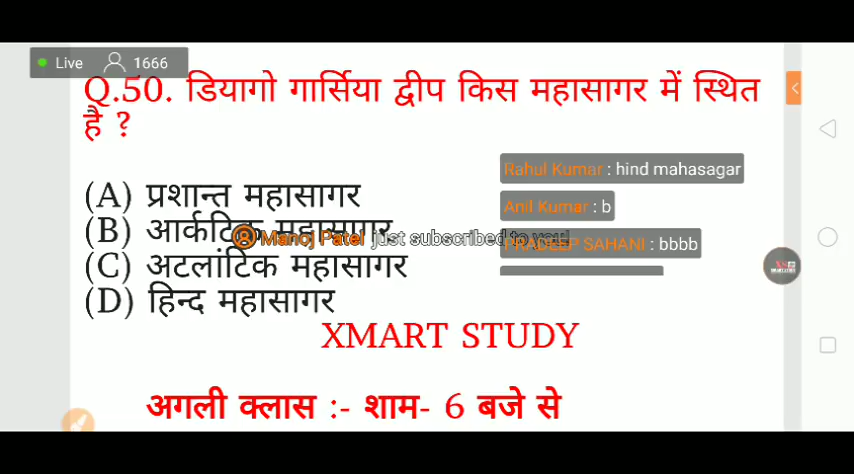 Live 1666
Q.50. डियागो गार्सिया द्वीप किस महासागर में स्थित
है ?
Rahul Kumar : hind mahasagar
(A) प्रशान्त महासागर
Anil Kumar : b
(B) आर्कटिक महासागर
Manoj Patel just subscribed to you!
PRADEEP SAHANI : bbbb
(C) अटलांटिक महासागर
(D) हिन्द महासागर
XMART STUDY
अगली क्लास :- शाम- 6 बजे से